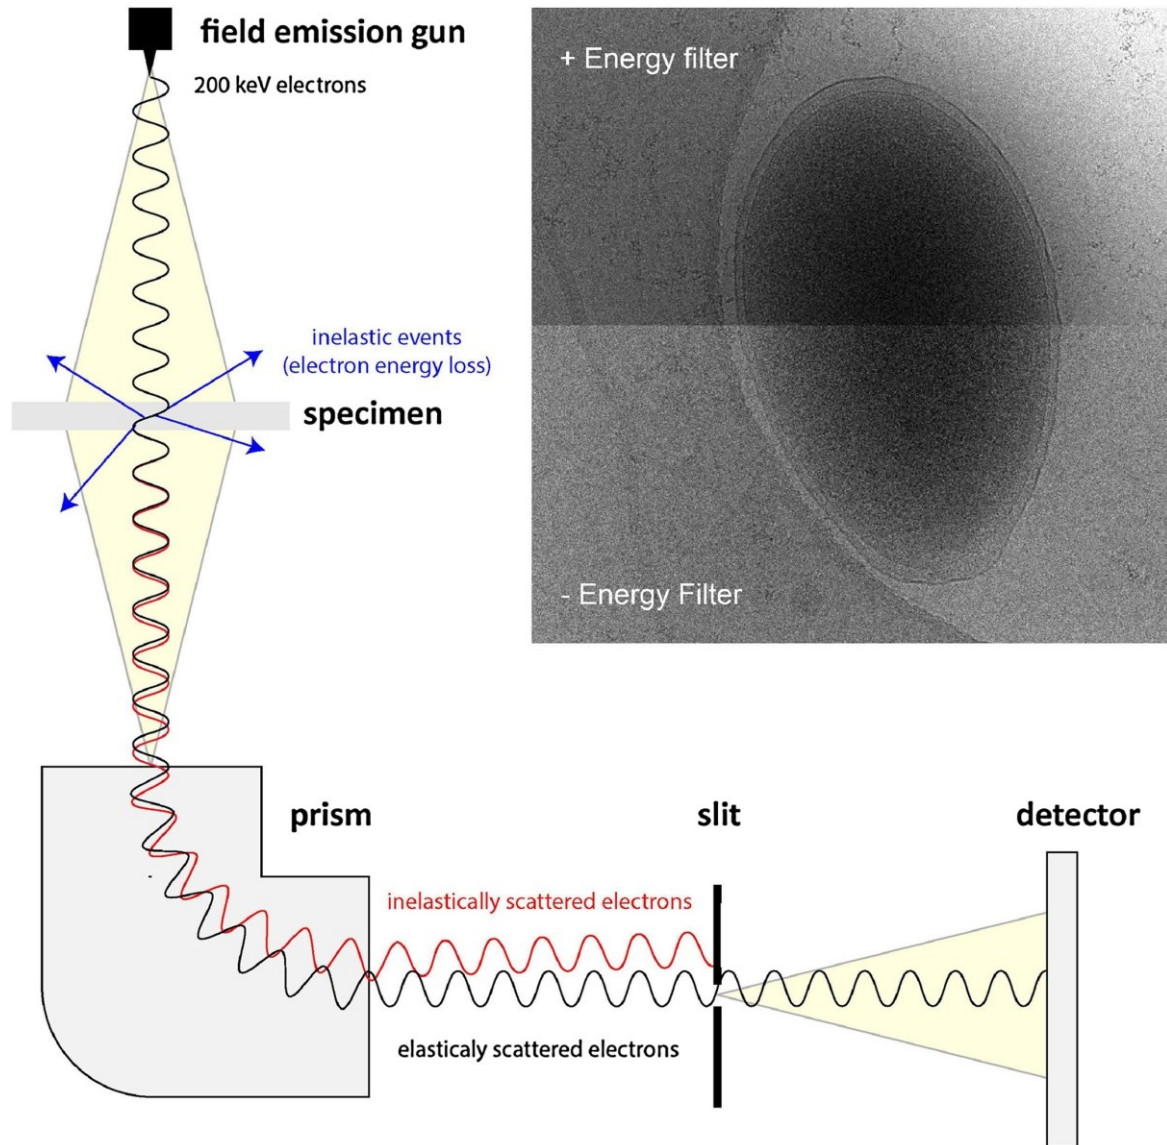 field emission gun
200 keV electrons
+ Energy filter
inelastic events
(electron energy loss)
specimen
- Energy Filter
prism
slit
detector
inelastically scattered electrons
elasticaly scattered electrons